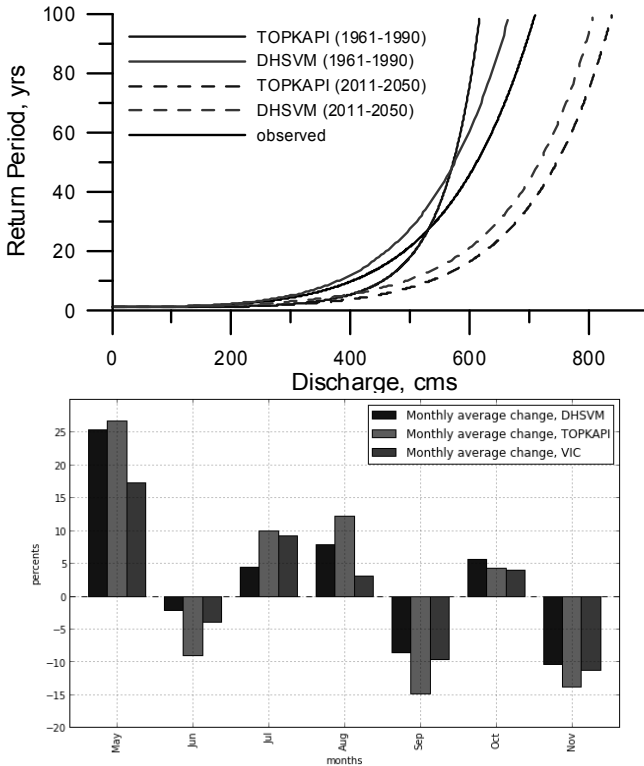 100
80
60
40
20
0
Return Period, yrs
TOPKAPI (1961-1990)
DHSVM (1961-1990)
TOPKAPI (2011-2050)
DHSVM (2011-2050)
observed
0 200 400 600 800
Discharge, cms
25
20
15
10
5
0
−5
−10
−15
−20
percents
Monthly average change, DHSVM
Monthly average change, TOPKAPI
Monthly average change, VIC
May Jun Jul Aug Sep Oct Nov
months